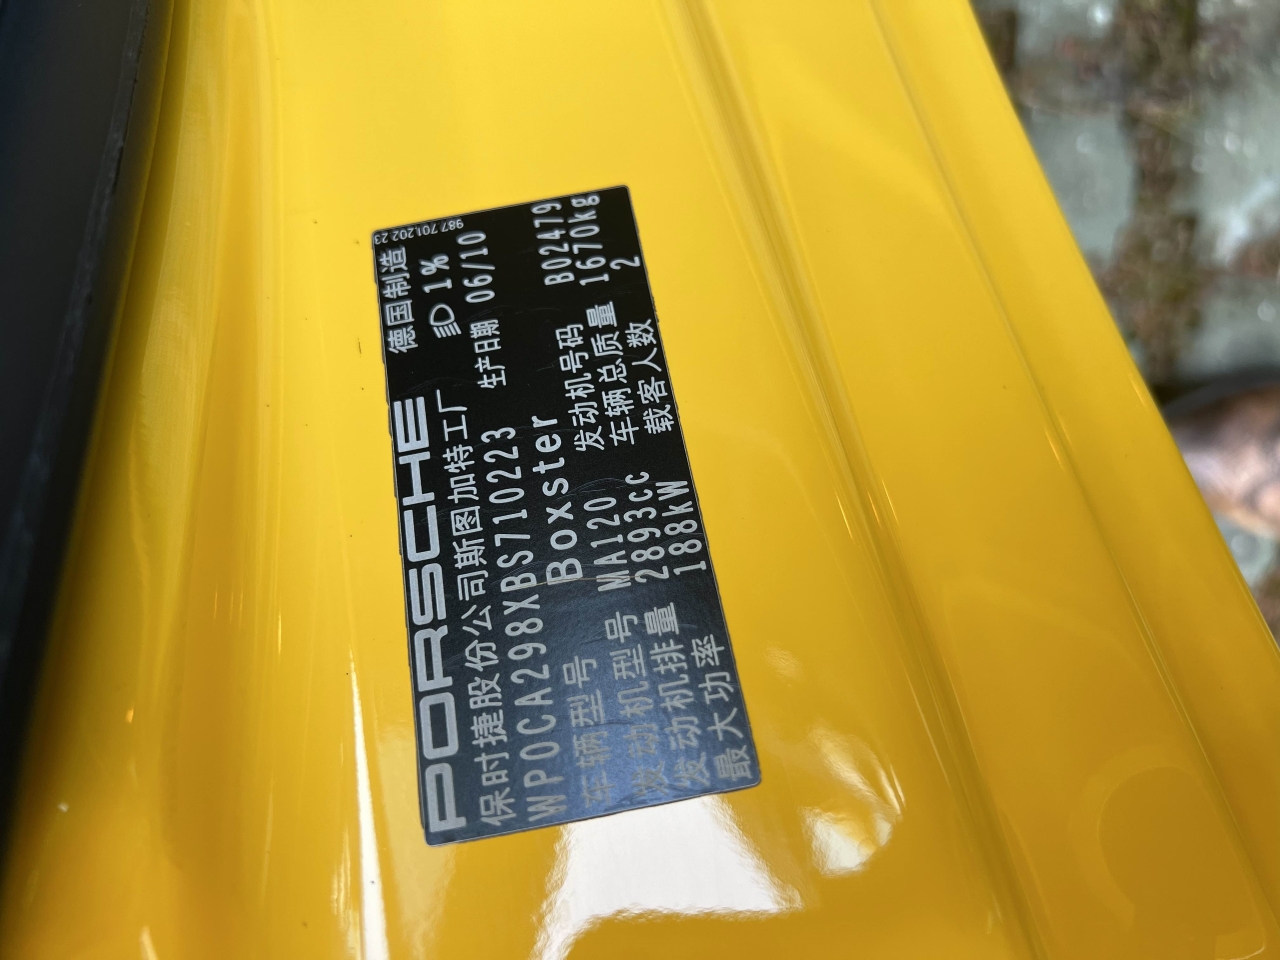 987.701.202.23
PORSCHE 德国制造
保时捷股份公司斯图加特工厂 1%
WP0CA298XBS710223 生产日期 06/10
车辆型号 Boxster
发动机型号 MA120 发动机号码 B02479
发动机排量 2893cc 车辆总质量 1670kg
最大功率 188kW 载客人数 2